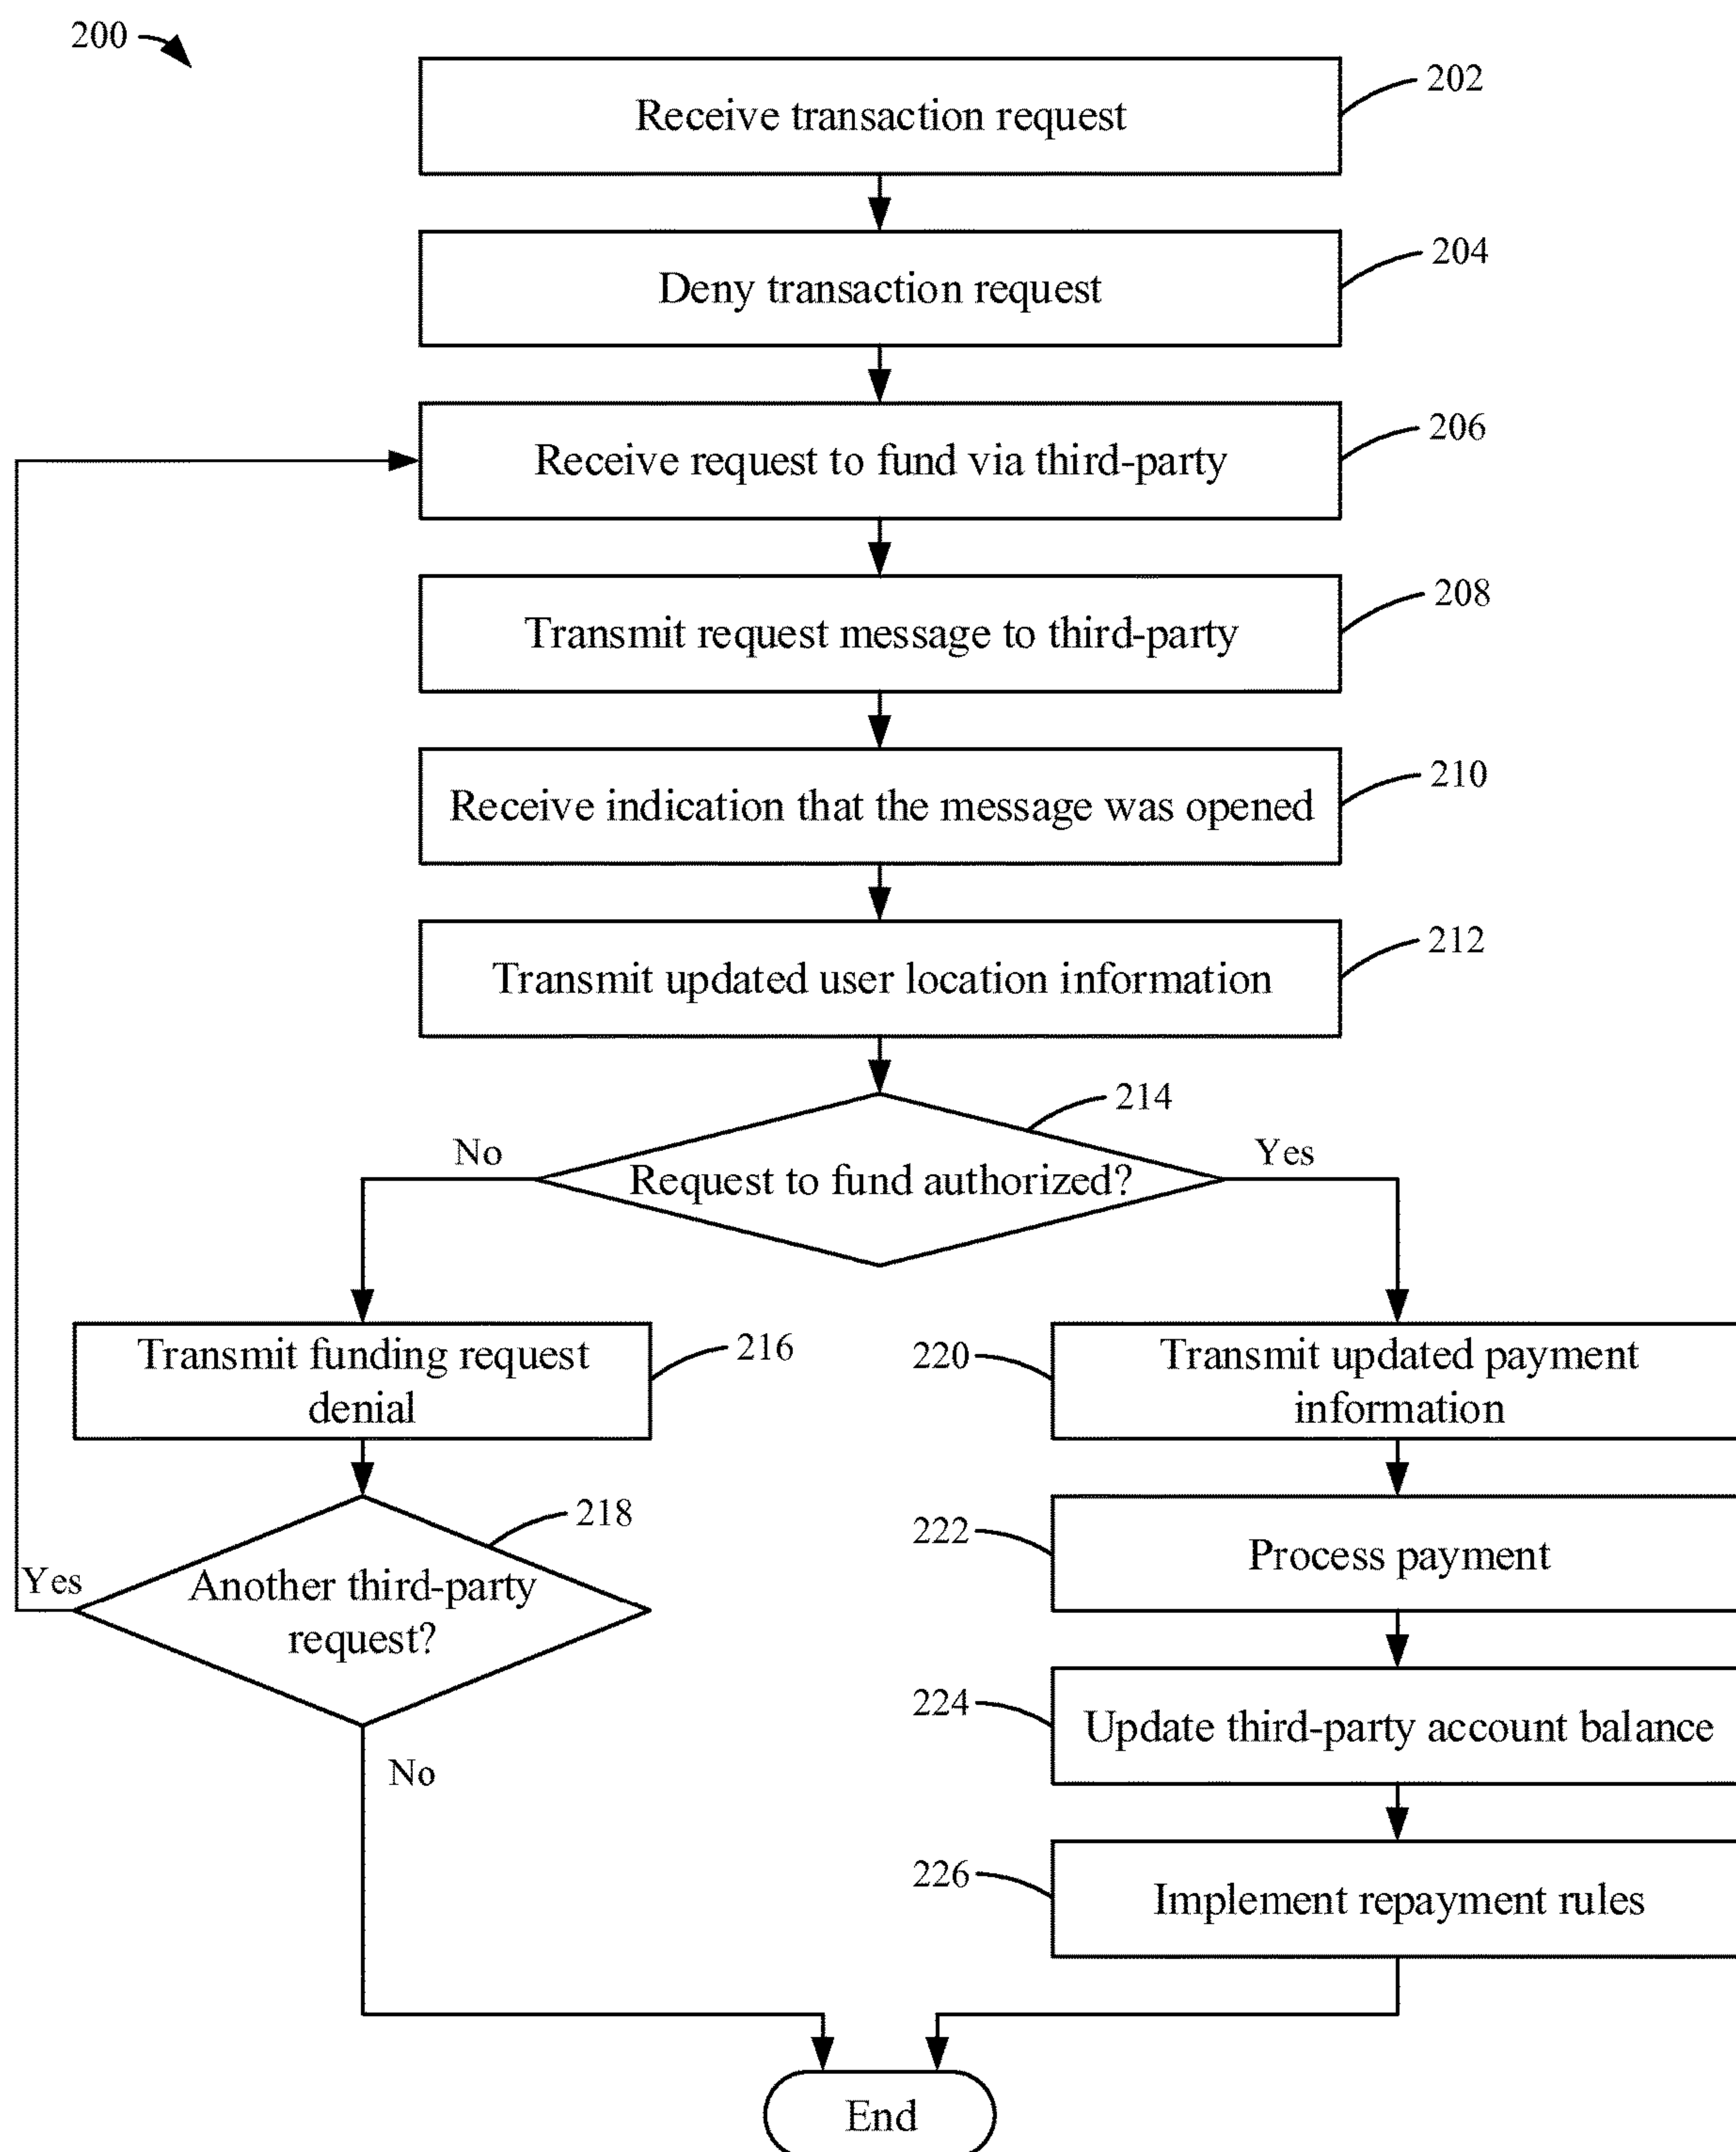 200
Receive transaction request
202
Deny transaction request
204
Receive request to fund via third-party
206
Transmit request message to third-party
208
Receive indication that the message was opened
210
Transmit updated user location information
212
214
No
Request to fund authorized?
Yes
Transmit funding request
denial
216
220
Transmit updated payment
information
218
Yes
Another third-party
request?
No
222
Process payment
224
Update third-party account balance
226
Implement repayment rules
End